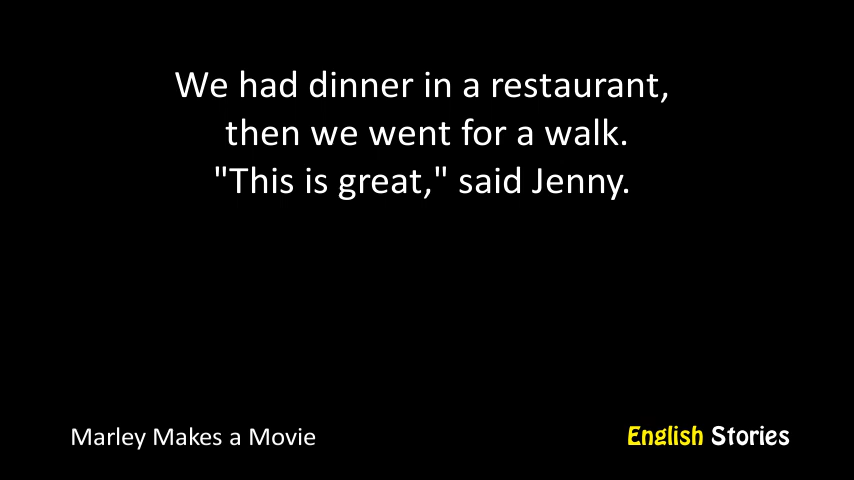 We had dinner in a restaurant,
then we went for a walk.
"This is great," said Jenny.
Marley Makes a Movie
English Stories